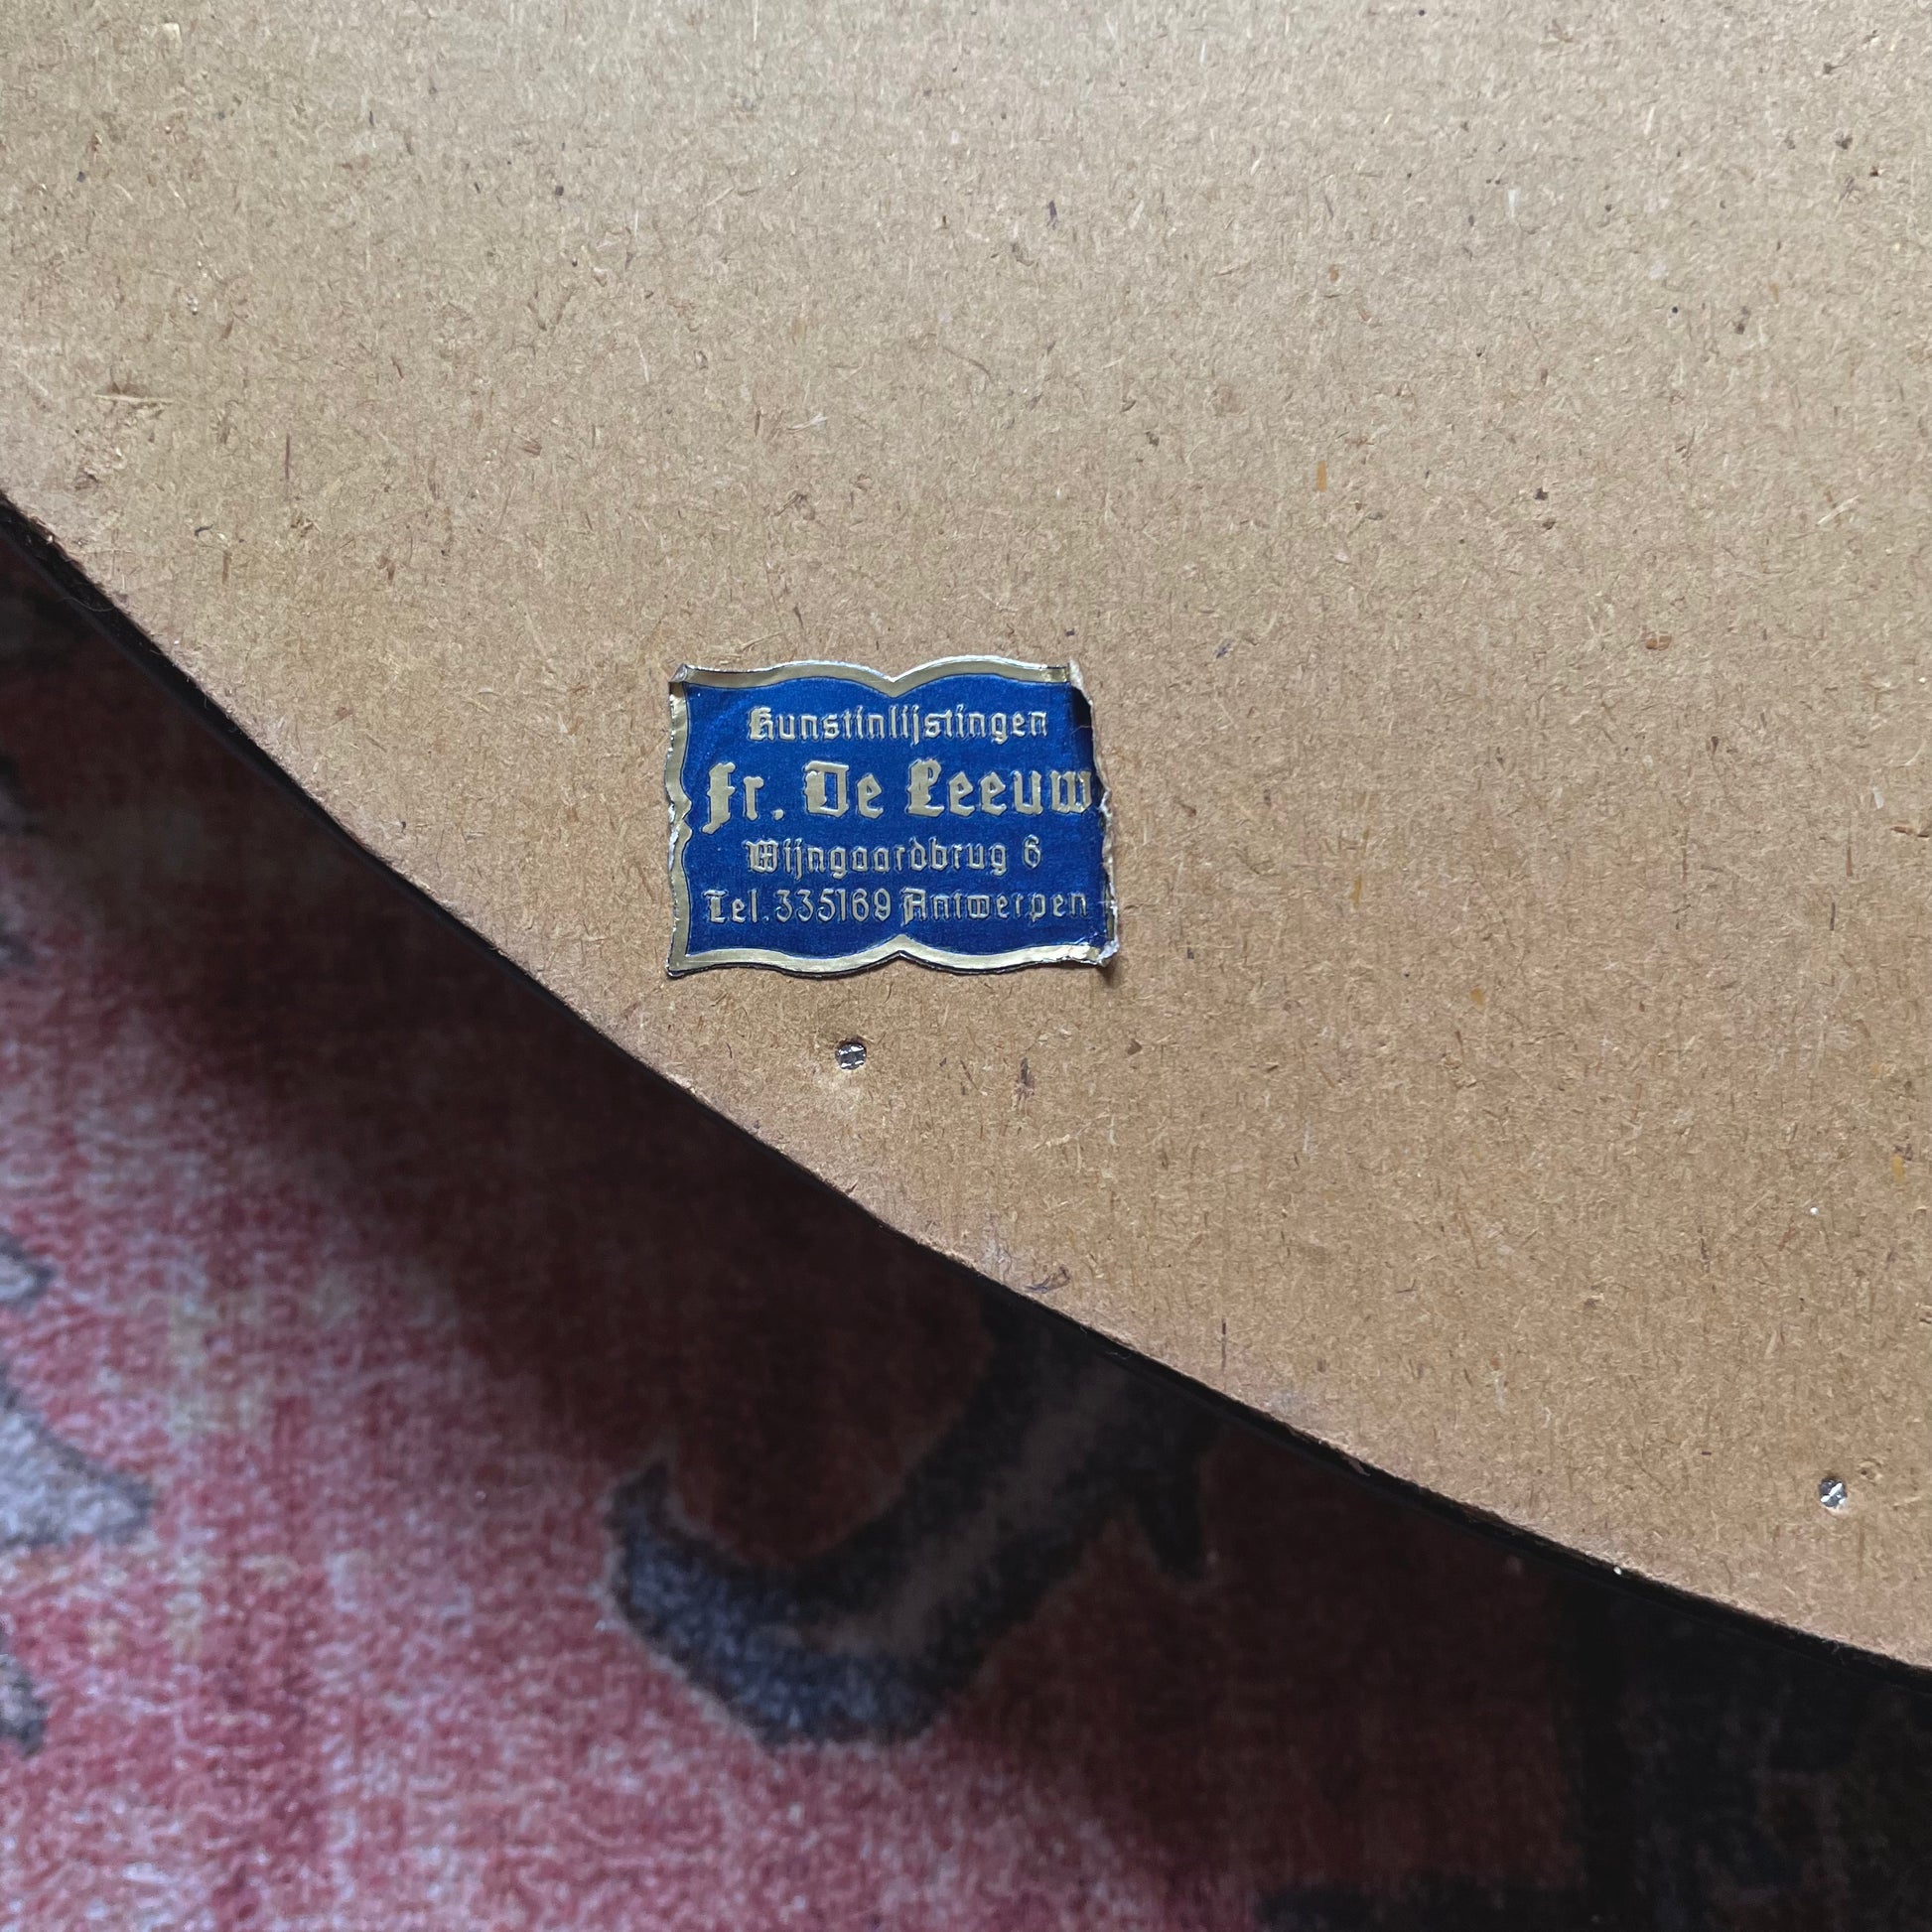 Kunstinlijstingen
Fr. De Leeuw
Wijngaardbrug 6
Tel. 335169 Antwerpen